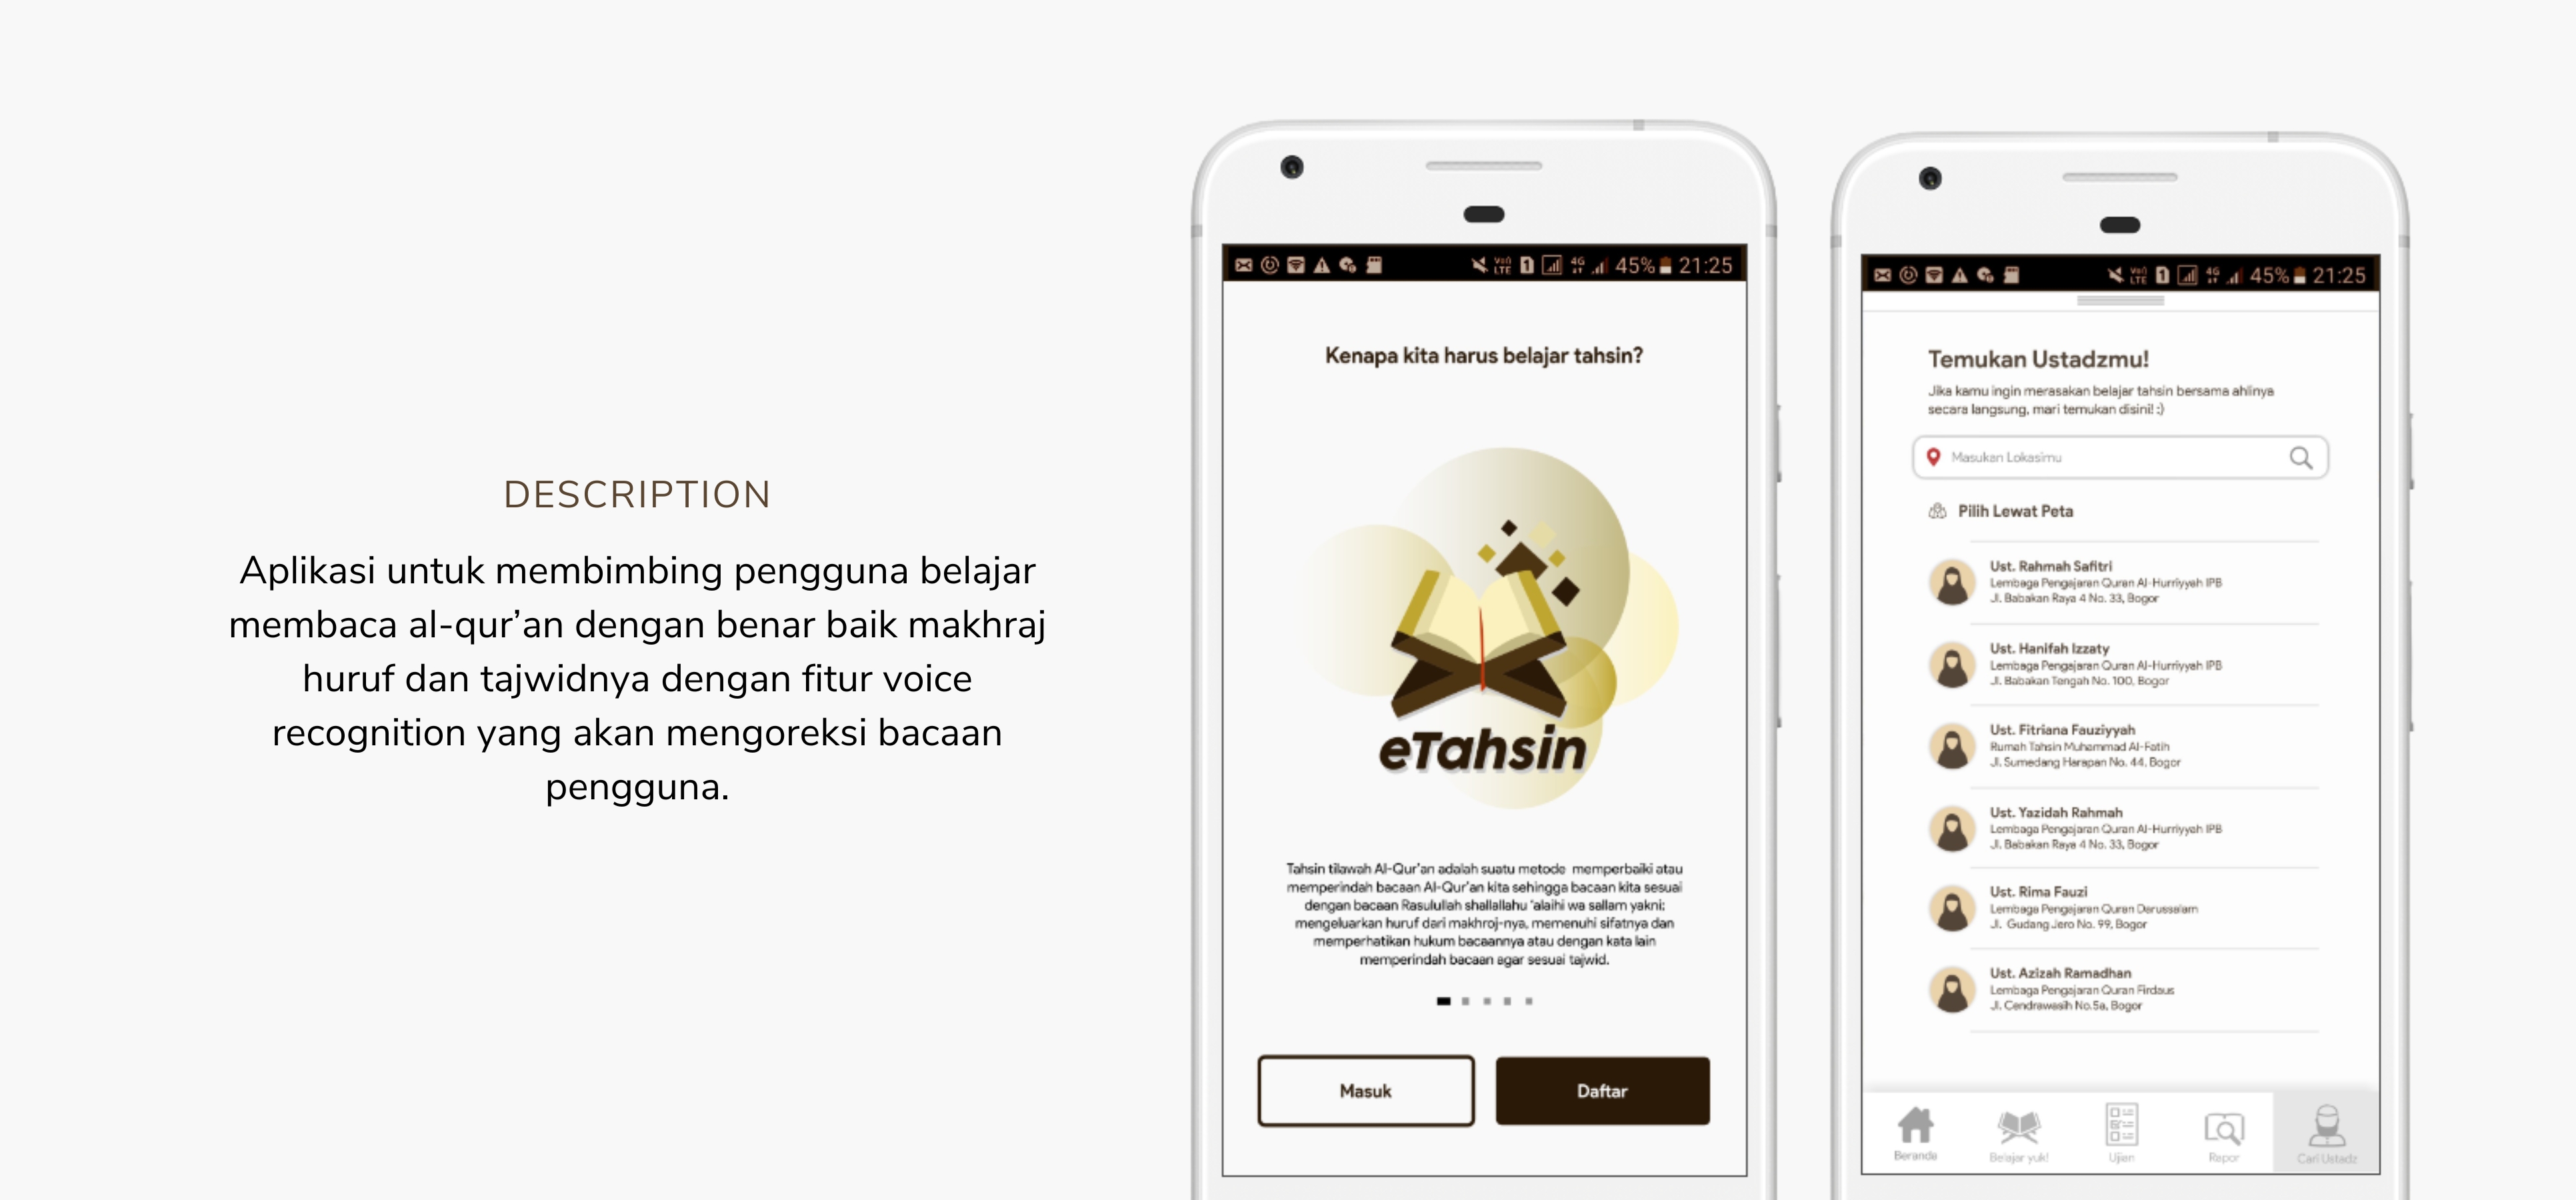 DESCRIPTION
Aplikasi untuk membimbing pengguna belajar
membaca al-qur’an dengan benar baik makhraj
huruf dan tajwidnya dengan fitur voice
recognition yang akan mengoreksi bacaan
pengguna.
VoLTE 1 4G 45% 21:25
Kenapa kita harus belajar tahsin?
eTahsin
Tahsin tilawah Al-Qur’an adalah suatu metode memperbaiki atau
memperindah bacaan Al-Qur’an kita sehingga bacaan kita sesuai
dengan bacaan Rasulullah shallallahu ‘alaihi wa sallam yakni:
mengeluarkan huruf dari makhroj-nya, memenuhi sifatnya dan
memperhatikan hukum bacaannya atau dengan kata lain
memperindah bacaan agar sesuai tajwid.
Masuk
Daftar
VoLTE 1 4G 45% 21:25
Temukan Ustadzmu!
Jika kamu ingin merasakan belajar tahsin bersama ahlinya
secara langsung, mari temukan disini! :)
Masukan Lokasimu
Pilih Lewat Peta
Ust. Rahmah Safitri
Lembaga Pengajaran Quran Al-Hurriyyah IPB
Jl. Babakan Raya 4 No. 33, Bogor
Ust. Hanifah Izzaty
Lembaga Pengajaran Quran Al-Hurriyyah IPB
Jl. Babakan Tengah No. 100, Bogor
Ust. Fitriana Fauziyyah
Rumah Tahsin Muhammad Al-Fatih
Jl. Sumedang Harapan No. 44, Bogor
Ust. Yazidah Rahmah
Lembaga Pengajaran Quran Al-Hurriyyah IPB
Jl. Babakan Raya 4 No. 33, Bogor
Ust. Rima Fauzi
Lembaga Pengajaran Quran Darussalam
Jl. Gudang Jero No. 99, Bogor
Ust. Azizah Ramadhan
Lembaga Pengajaran Quran Firdaus
Jl. Cendrawasih No.5a, Bogor
Beranda
Belajar yuk!
Ujian
Rapor
Cari Ustadz